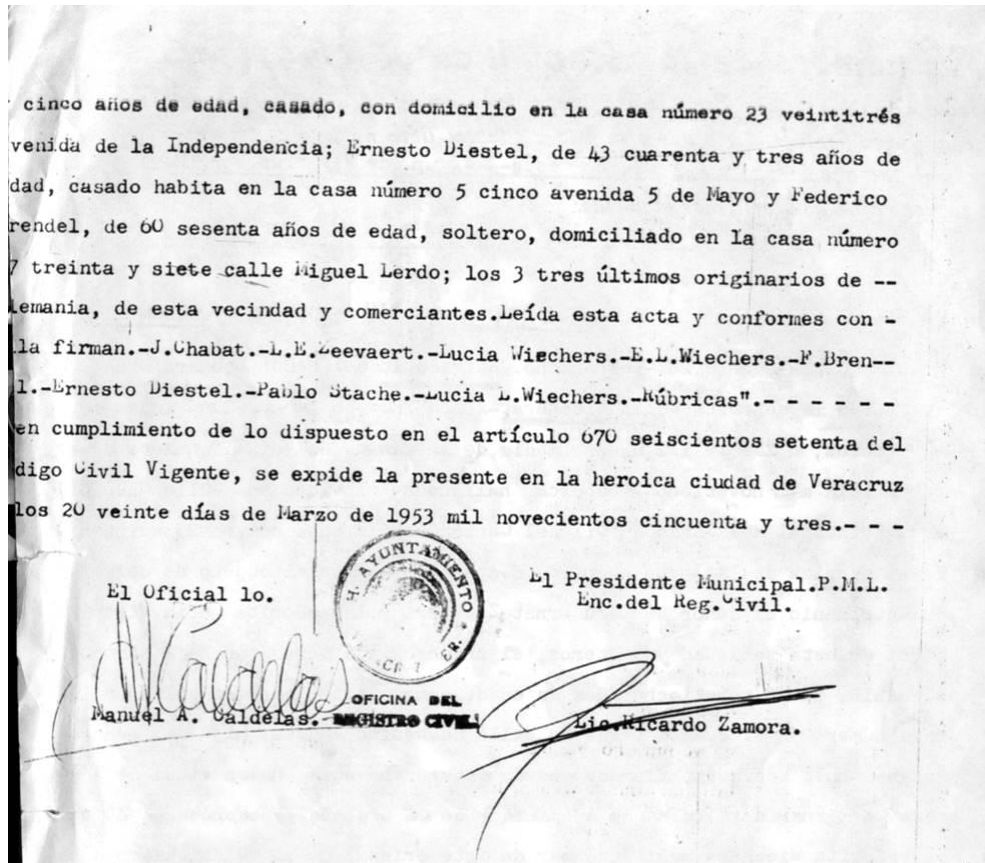 cinco años de edad, casado, con domicilio en la casa número 23 veintitrés
venida de la Independencia; Ernesto Diestel, de 43 cuarenta y tres años de
dad, casado habita en la casa número 5 cinco avenida 5 de Mayo y Federico
rendel, de 60 sesenta años de edad, soltero, domiciliado en la casa número
7 treinta y siete calle Miguel Lerdo; los 3 tres últimos originarios de --
lemania, de esta vecindad y comerciantes.Leída esta acta y conformes con -
lla firman.-J.Chabat.-L.E.Zeevaert.-Lucia Wiechers.-E.L.Wiechers.-F.Bren--
l.-Ernesto Diestel.-Pablo Stache.-Lucia L.Wiechers.-Rúbricas".- - - - - -
en cumplimiento de lo dispuesto en el artículo 670 seiscientos setenta del
digo Civil Vigente, se expide la presente en la heroica ciudad de Veracruz
los 20 veinte días de Marzo de 1953 mil novecientos cincuenta y tres.- - -
H. AYUNTAMIENTO
El Oficial 1o.
El Presidente Municipal.P.M.L.
Enc.del Reg.Civil.
OFICINA DEL
REGISTRO CIVIL
Manuel A. Caldelas.
Lic.Ricardo Zamora.